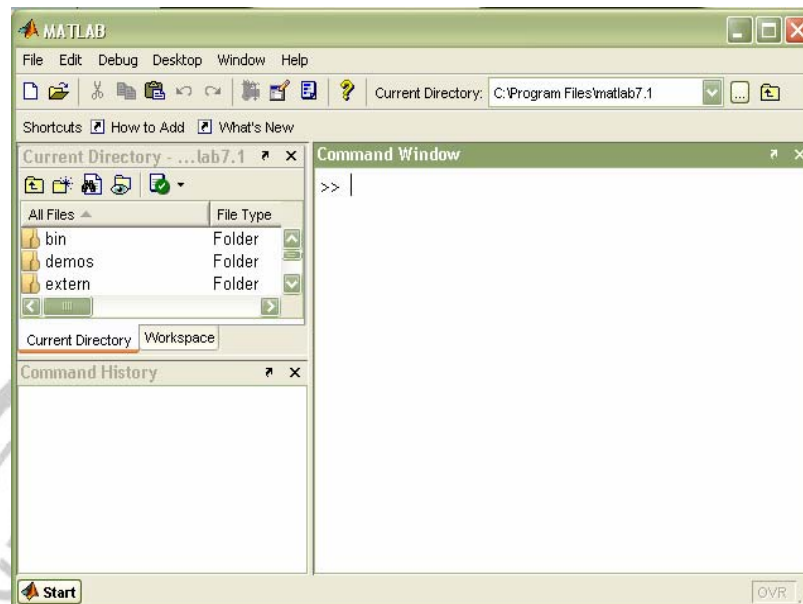 MATLAB
File Edit Debug Desktop Window Help
Current Directory: C:\Program Files\matlab7.1 ...
Shortcuts How to Add What's New
Current Directory - ...lab7.1
All Files File Type
bin Folder
demos Folder
extern Folder
Current Directory Workspace
Command History
Command Window
>>
Start
OVR